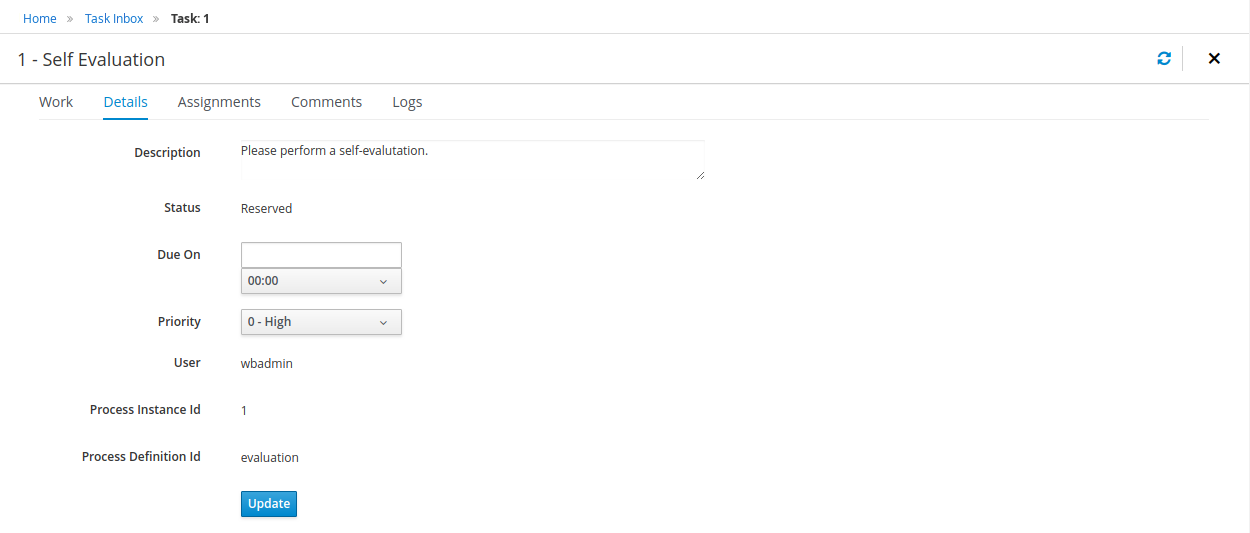 Home » Task Inbox » Task: 1
1 - Self Evaluation
Work Details Assignments Comments Logs
Description Please perform a self-evalutation.
Status Reserved
Due On
00:00
Priority 0 - High
User wbadmin
Process Instance Id 1
Process Definition Id evaluation
Update